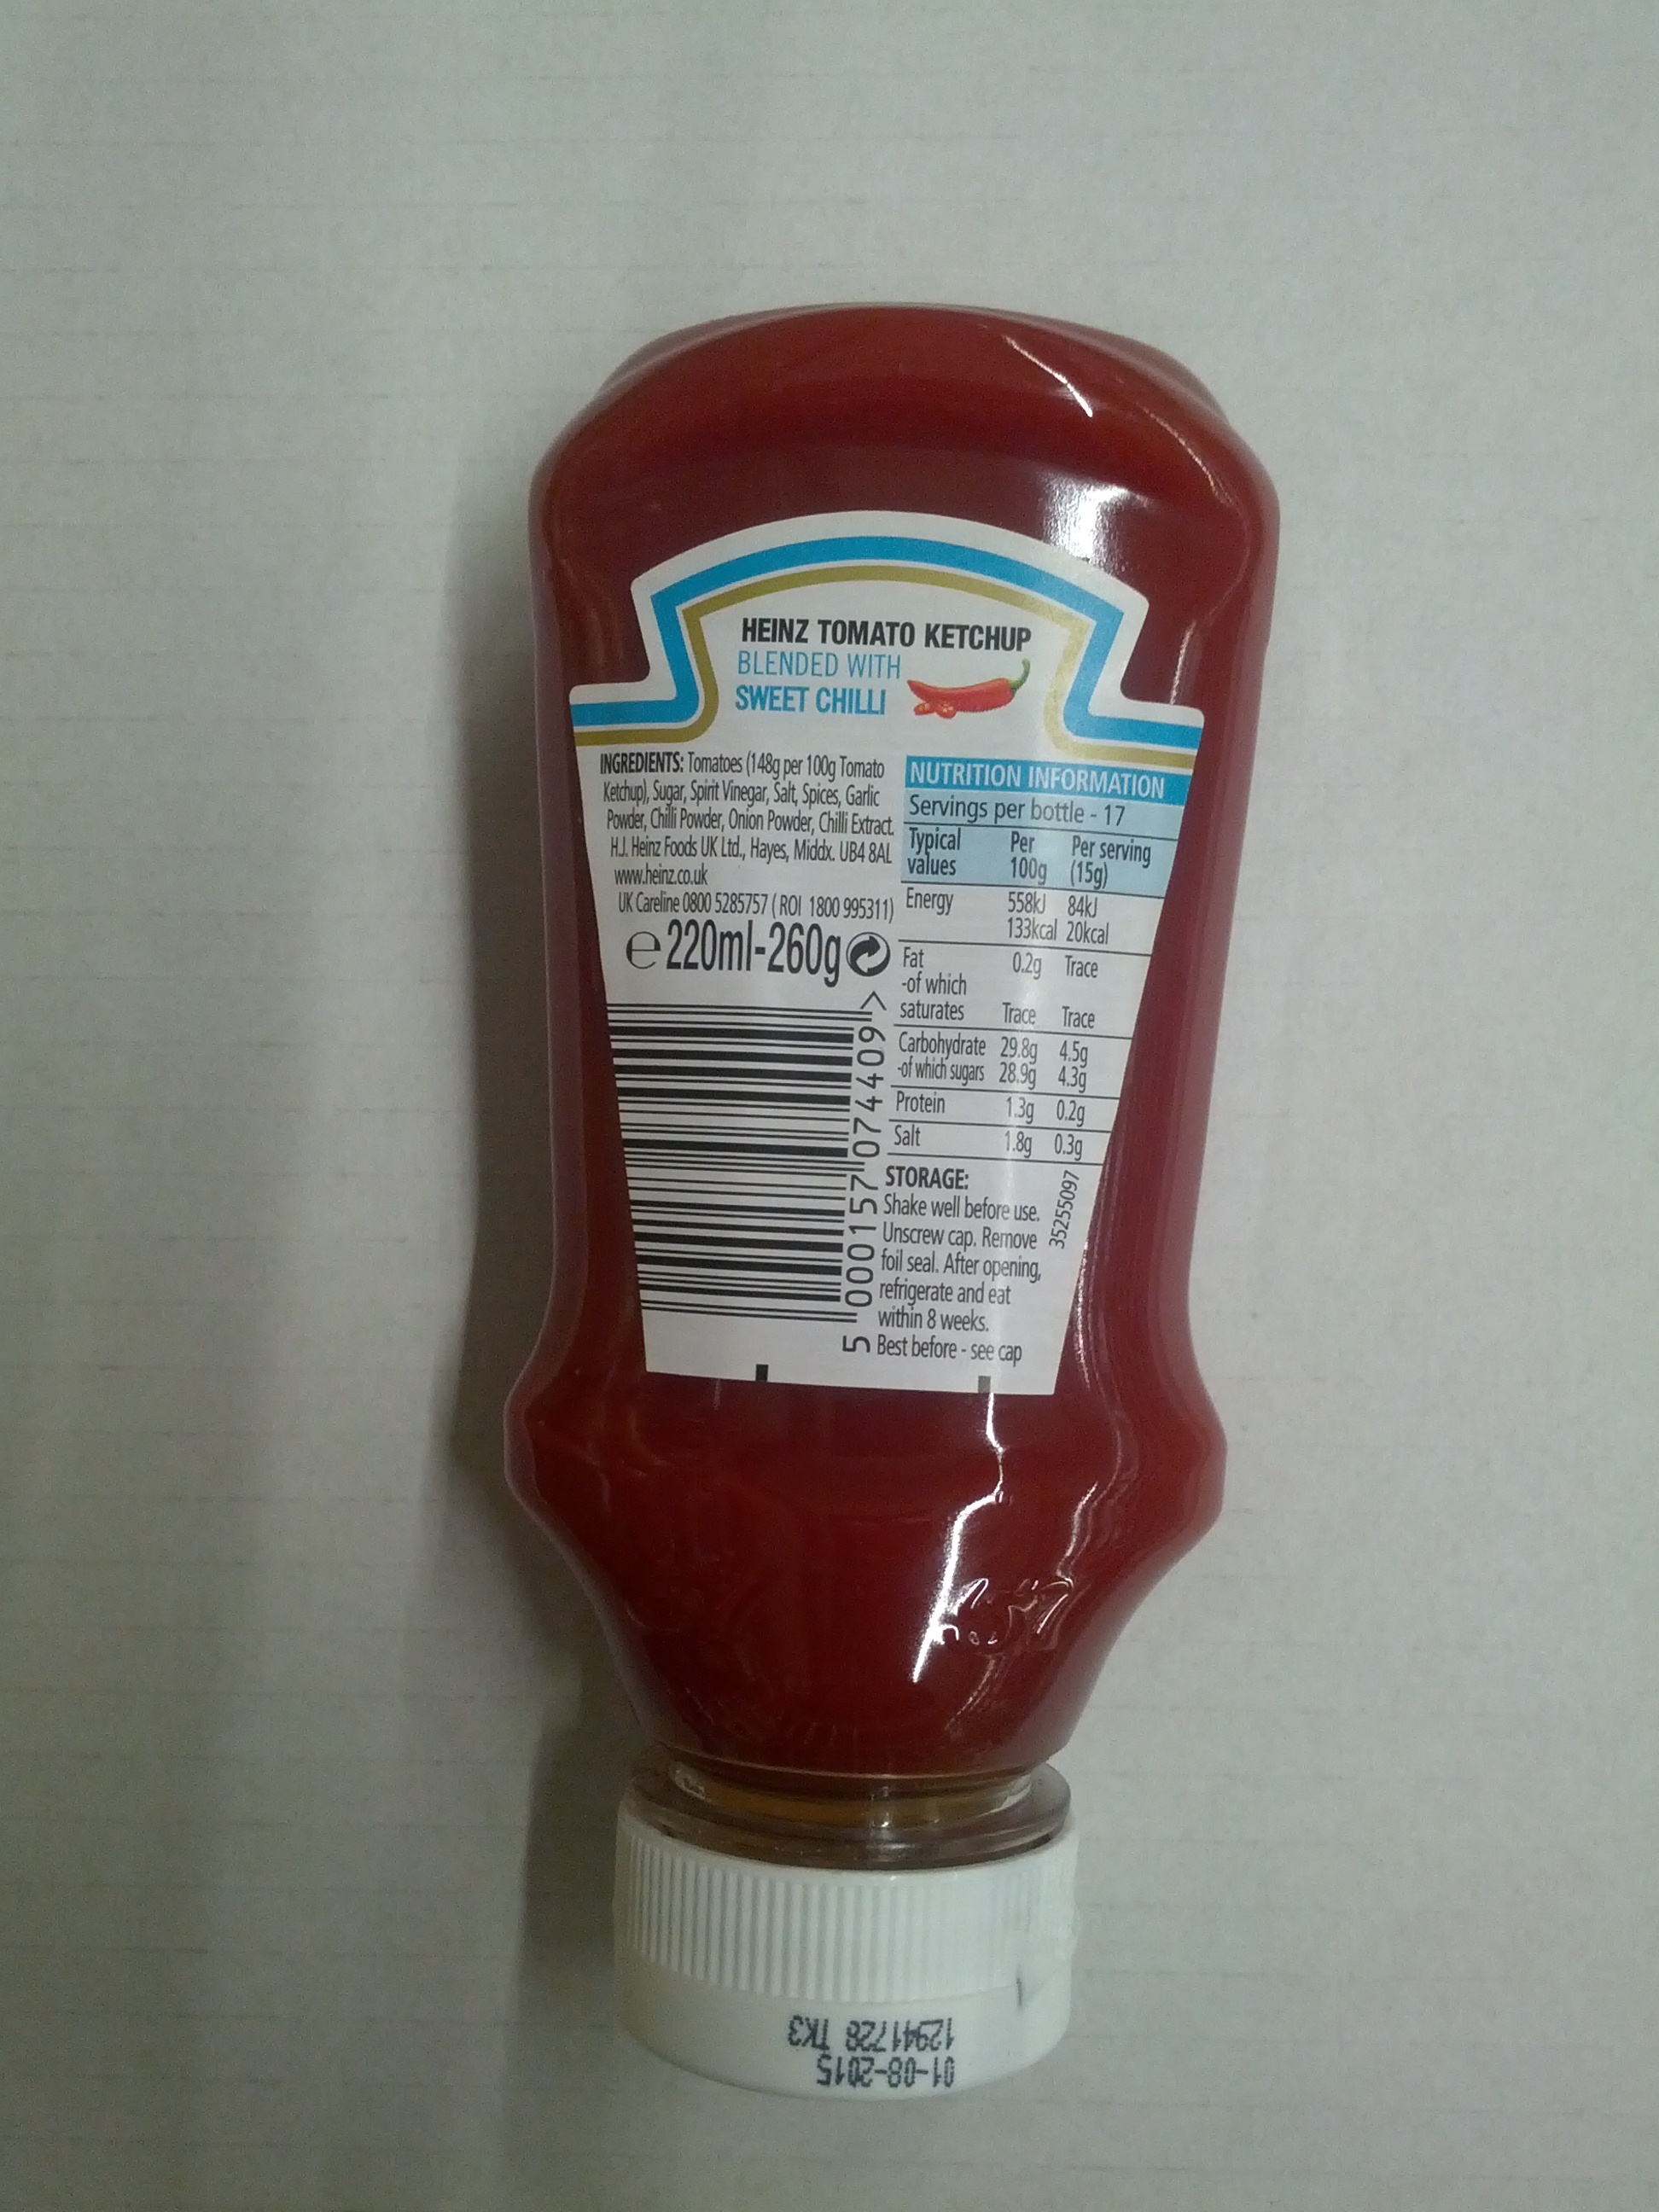 HEINZ TOMATO KETCHUP
BLENDED WITH
SWEET CHILLI
INGREDIENTS: Tomatoes (148g per 100g Tomato
Ketchup), Sugar, Spirit Vinegar, Salt, Spices, Garlic
Powder, Chilli Powder, Onion Powder, Chilli Extract.
H.J. Heinz Foods UK Ltd., Hayes, Middx. UB4 8AL
www.heinz.co.uk
UK Careline 0800 5285757 ( ROI 1800 995311)
e 220ml-260g
5 000157 074409 >
NUTRITION INFORMATION
Servings per bottle - 17
Typical values Per 100g Per serving (15g)
Energy 558kJ 84kJ
133kcal 20kcal
Fat 0.2g Trace
-of which
saturates Trace Trace
Carbohydrate 29.8g 4.5g
-of which sugars 28.9g 4.3g
Protein 1.3g 0.2g
Salt 1.8g 0.3g
STORAGE:
Shake well before use.
Unscrew cap. Remove
foil seal. After opening,
refrigerate and eat
within 8 weeks.
Best before - see cap
35255097
57
01-08-2015
12941728 TK3